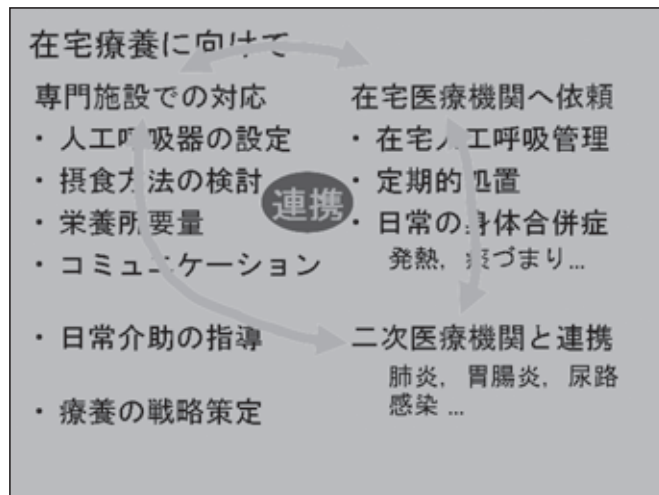 在宅療養に向けて
専門施設での対応
・人工呼吸器の設定
・摂食方法の検討
・栄養所要量
・コミュニケーション
・日常介助の指導
・療養の戦略策定
連携
在宅医療機関へ依頼
・在宅人工呼吸管理
・定期的処置
・日常の身体合併症
発熱，痰づまり...
二次医療機関と連携
肺炎，胃腸炎，尿路
感染 ...